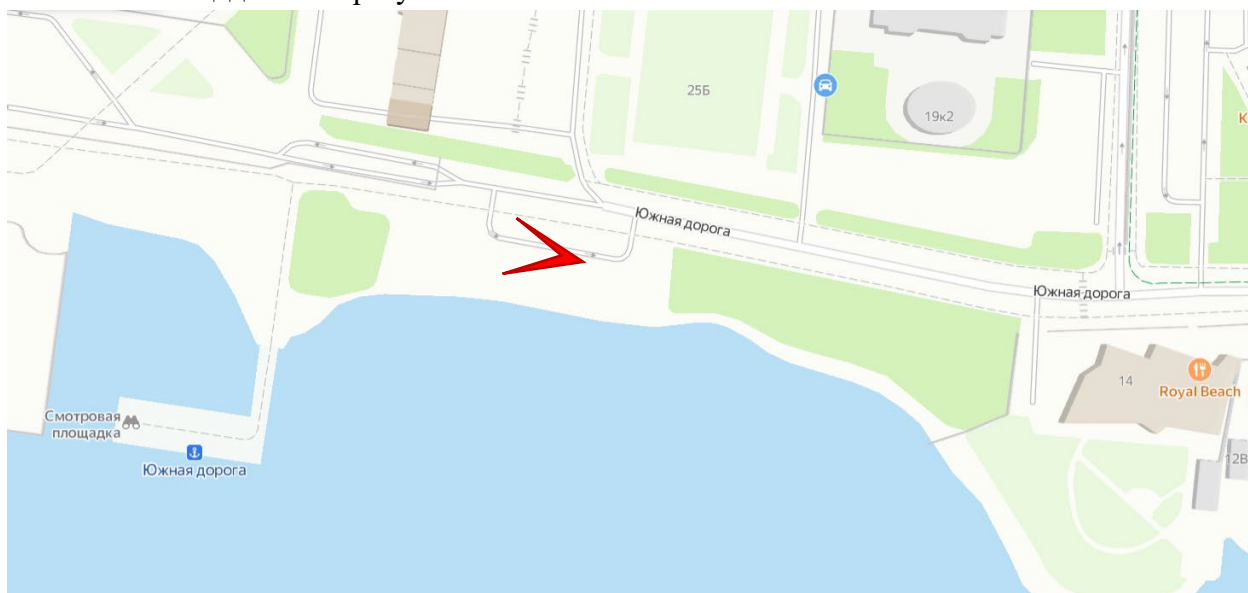 25Б
19к2
К
Южная дорога
Южная дорога
14
Royal Beach
Смотровая
площадка
Южная дорога
12В